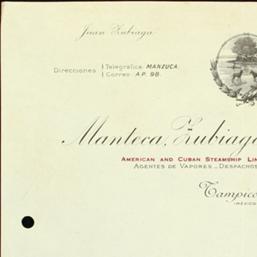 Juan Zubiaga
Direcciones { Telegráfica: MANZUCA.
Correo: AP. 98.
Manteca, Zubiaga
AMERICAN AND CUBAN STEAMSHIP LIN
AGENTES DE VAPORES _ DESPACHOS
Tampico
(MEXICO